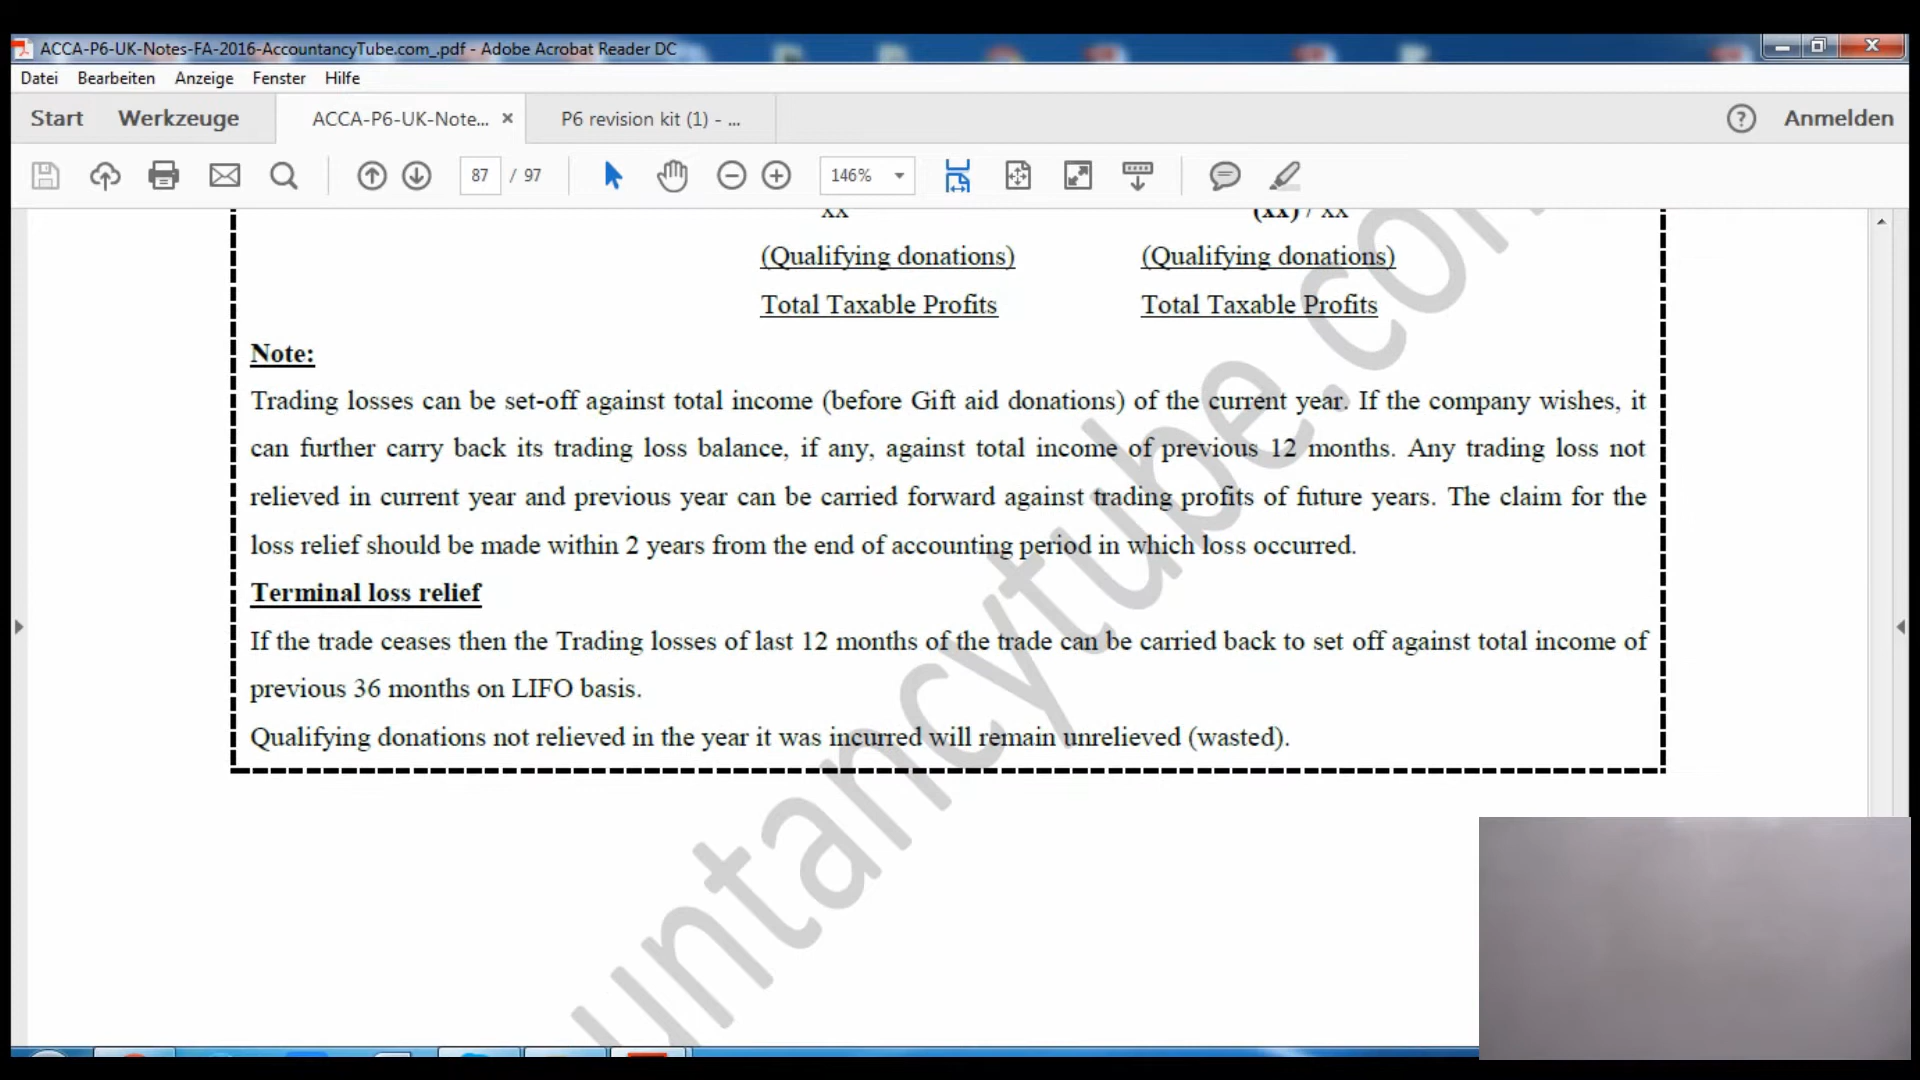 ACCA-P6-UK-Notes-FA-2016-AccountancyTube.com_.pdf - Adobe Acrobat Reader DC
Datei Bearbeiten Anzeige Fenster Hilfe
Start Werkzeuge ACCA-P6-UK-Note... × P6 revision kit (1) - ... Anmelden
87 / 97 146%
xx (xx) / xx
(Qualifying donations) (Qualifying donations)
Total Taxable Profits Total Taxable Profits
Note:
Trading losses can be set-off against total income (before Gift aid donations) of the current year. If the company wishes, it
can further carry back its trading loss balance, if any, against total income of previous 12 months. Any trading loss not
relieved in current year and previous year can be carried forward against trading profits of future years. The claim for the
loss relief should be made within 2 years from the end of accounting period in which loss occurred.
Terminal loss relief
If the trade ceases then the Trading losses of last 12 months of the trade can be carried back to set off against total income of
previous 36 months on LIFO basis.
Qualifying donations not relieved in the year it was incurred will remain unrelieved (wasted).
untancytube.com